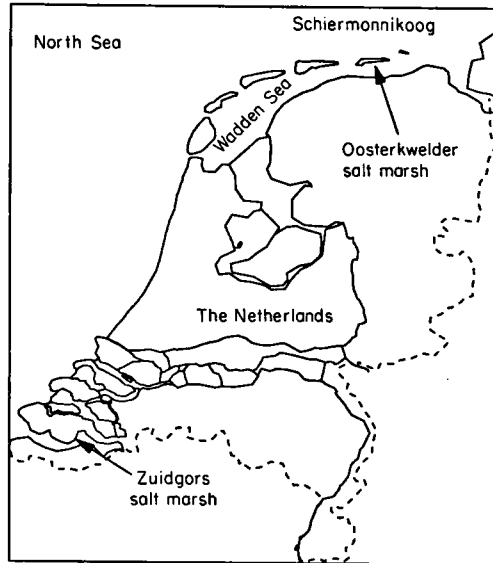 Schiermonnikoog
North Sea
Wadden Sea
Oosterkwelder
salt marsh
The Netherlands
Zuidgors
salt marsh